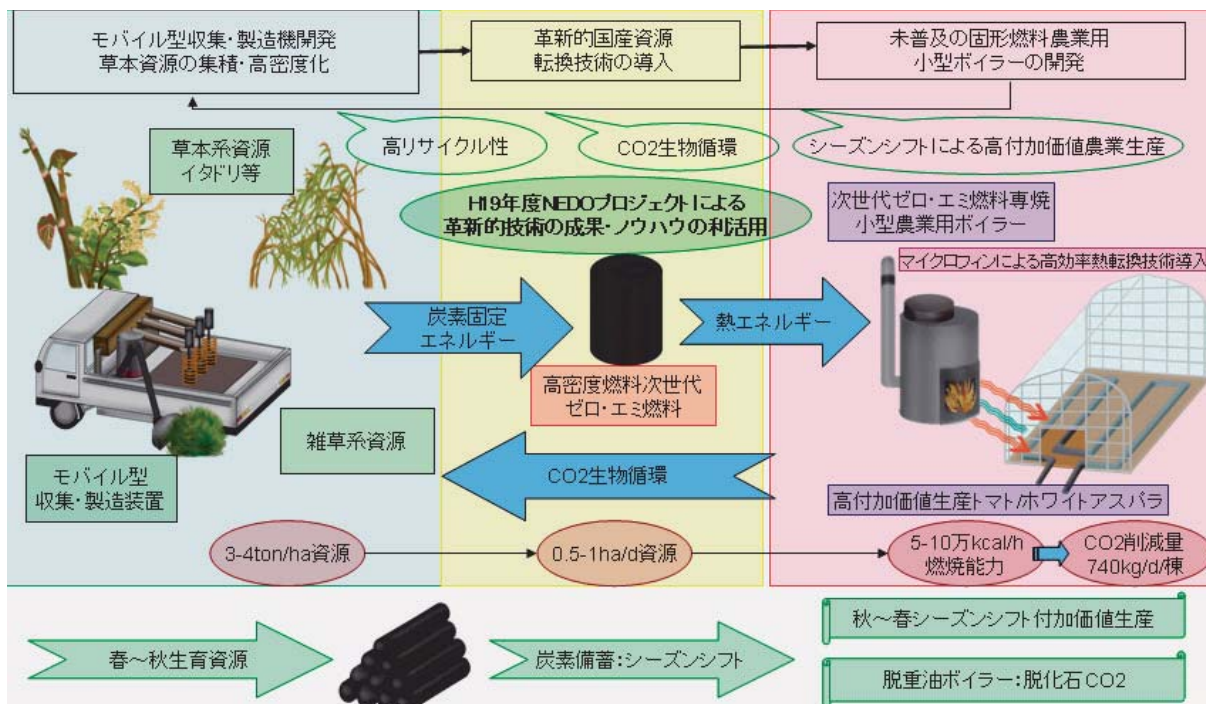 モバイル型収集・製造機開発
草本資源の集積・高密度化
革新的国産資源
転換技術の導入
未普及の固形燃料農業用
小型ボイラーの開発
高リサイクル性
CO2生物循環
シーズンシフトによる高付加価値農業生産
草本系資源
イタドリ等
H19年度NEDOプロジェクトによる
革新的技術の成果・ノウハウの利活用
次世代ゼロ・エミ燃料専焼
小型農業用ボイラー
マイクロフィンによる高効率熱転換技術導入
炭素固定
エネルギー
熱エネルギー
高密度燃料次世代
ゼロ・エミ燃料
雑草系資源
CO2生物循環
モバイル型
収集・製造装置
高付加価値生産トマト/ホワイトアスパラ
3-4ton/ha資源
0.5-1ha/d資源
5-10万kcal/h
燃焼能力
CO2削減量
740kg/d/棟
春～秋生育資源
炭素備蓄:シーズンシフト
秋～春シーズンシフト付加価値生産
脱重油ボイラー:脱化石CO2